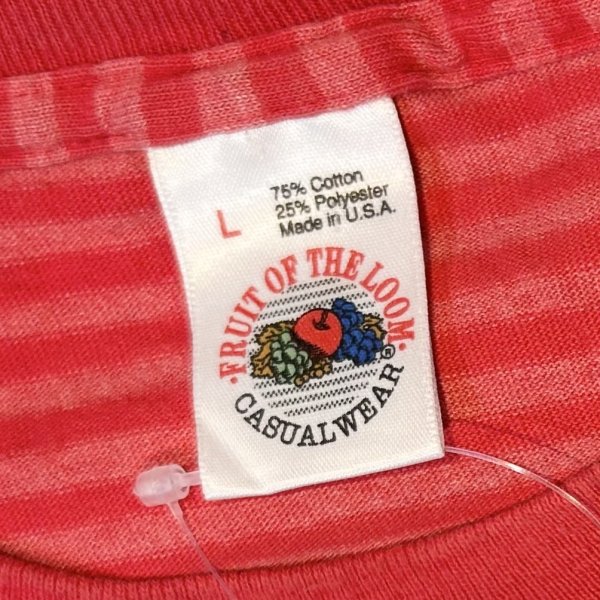 75% Cotton
25% Polyester
L
Made in U.S.A.
·FRUIT OF THE LOOM·
®
CASUALWEAR